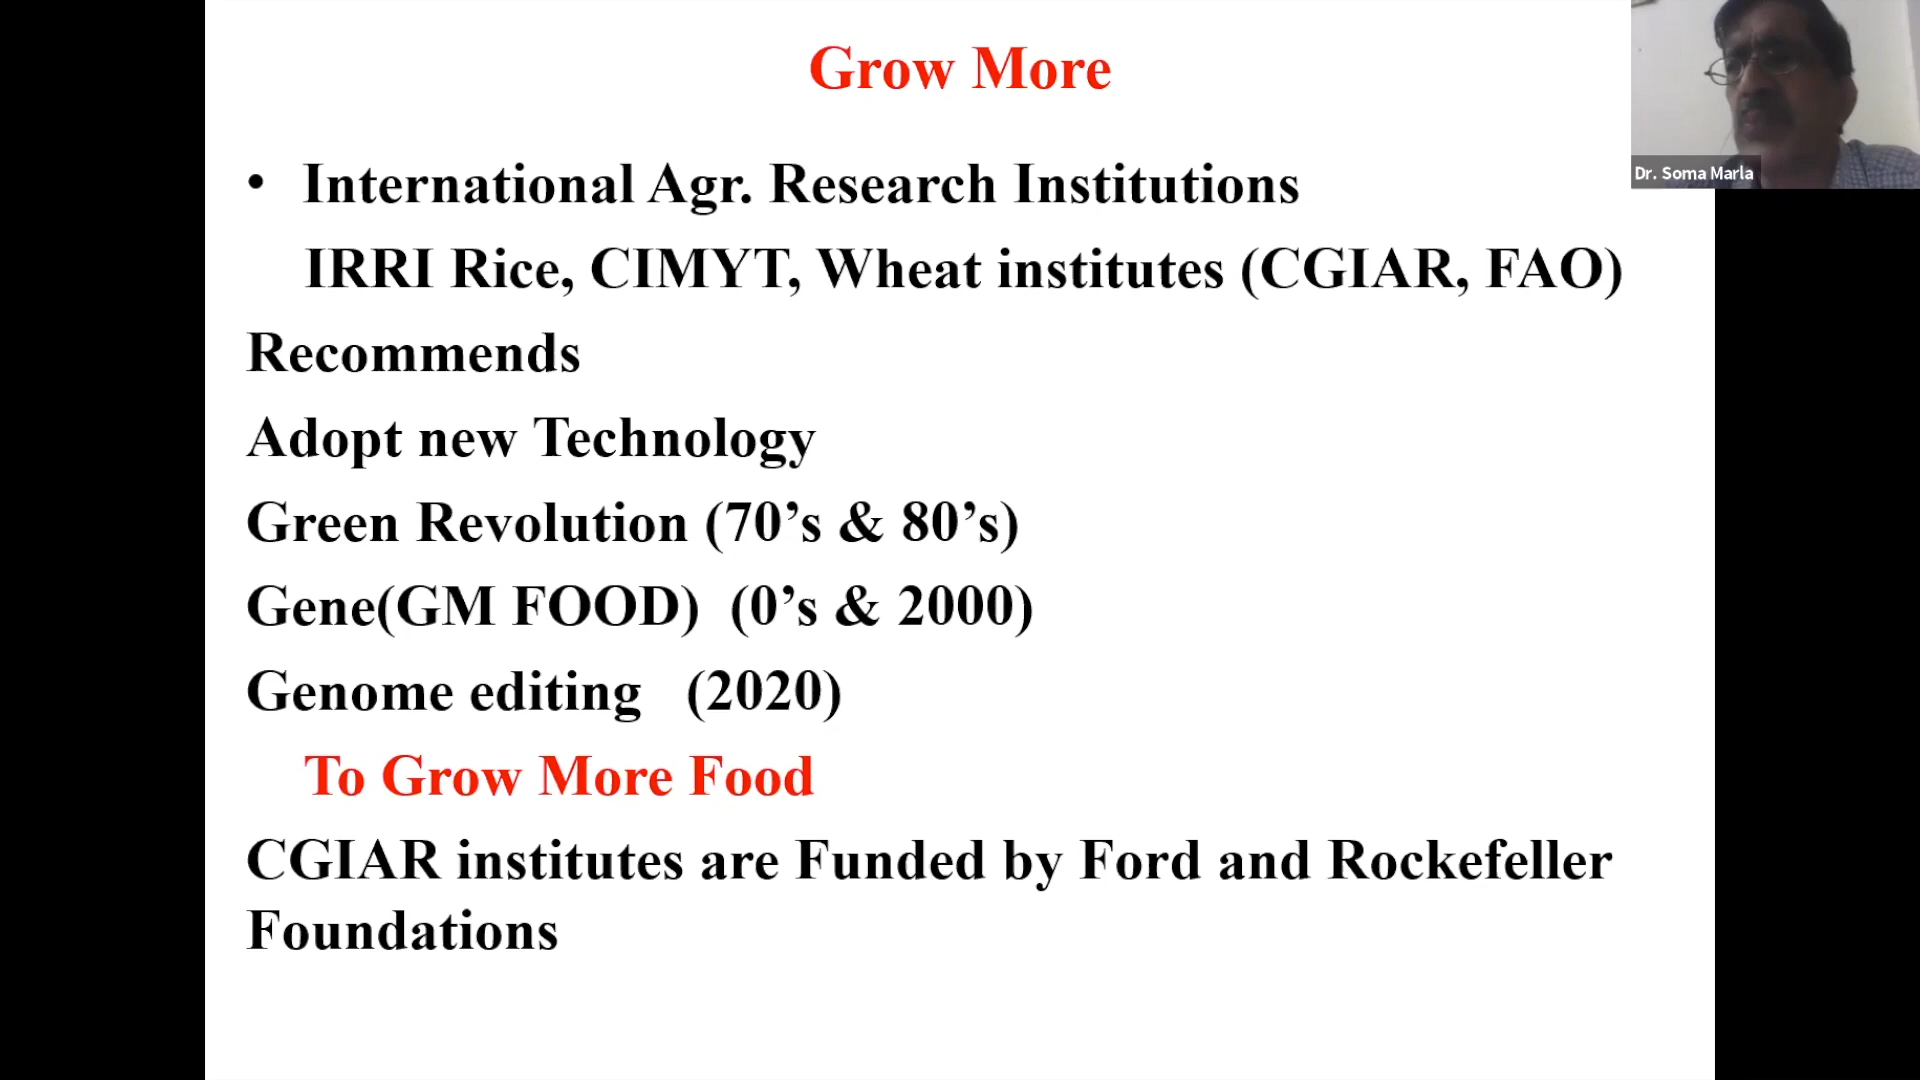 Grow More
Dr. Soma Marla
• International Agr. Research Institutions
IRRI Rice, CIMYT, Wheat institutes (CGIAR, FAO)
Recommends
Adopt new Technology
Green Revolution (70’s & 80’s)
Gene(GM FOOD) (0’s & 2000)
Genome editing (2020)
To Grow More Food
CGIAR institutes are Funded by Ford and Rockefeller
Foundations